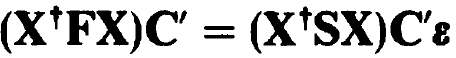 (X†FX)C′ = (X†SX)C′ε